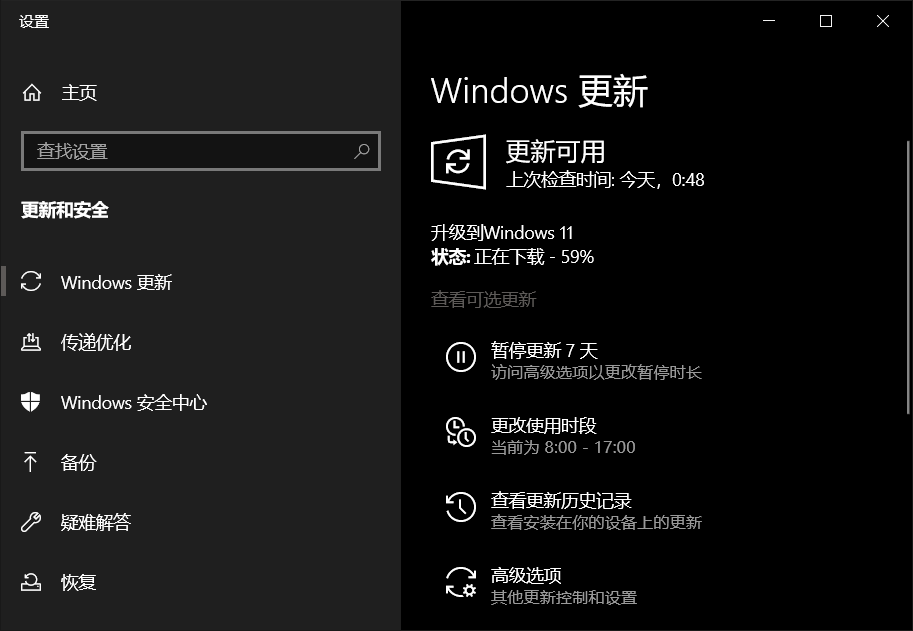 设置
主页
查找设置
更新和安全
Windows 更新
传递优化
Windows 安全中心
备份
疑难解答
恢复
Windows 更新
更新可用
上次检查时间: 今天，0:48
升级到Windows 11
状态: 正在下载 - 59%
查看可选更新
暂停更新 7 天
访问高级选项以更改暂停时长
更改使用时段
当前为 8:00 - 17:00
查看更新历史记录
查看安装在你的设备上的更新
高级选项
其他更新控制和设置